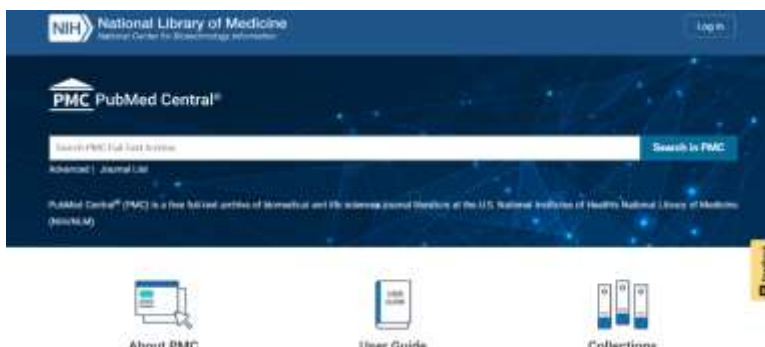 NIH National Library of Medicine
National Center for Biotechnology Information
Log in
PMC PubMed Central®
Search PMC Full-Text Archive
Search in PMC
Advanced | Journal List
PubMed Central® (PMC) is a free full-text archive of biomedical and life sciences journal literature at the U.S. National Institutes of Health's National Library of Medicine
(NIH/NLM)
USER
GUIDE
About PMC
User Guide
Collections